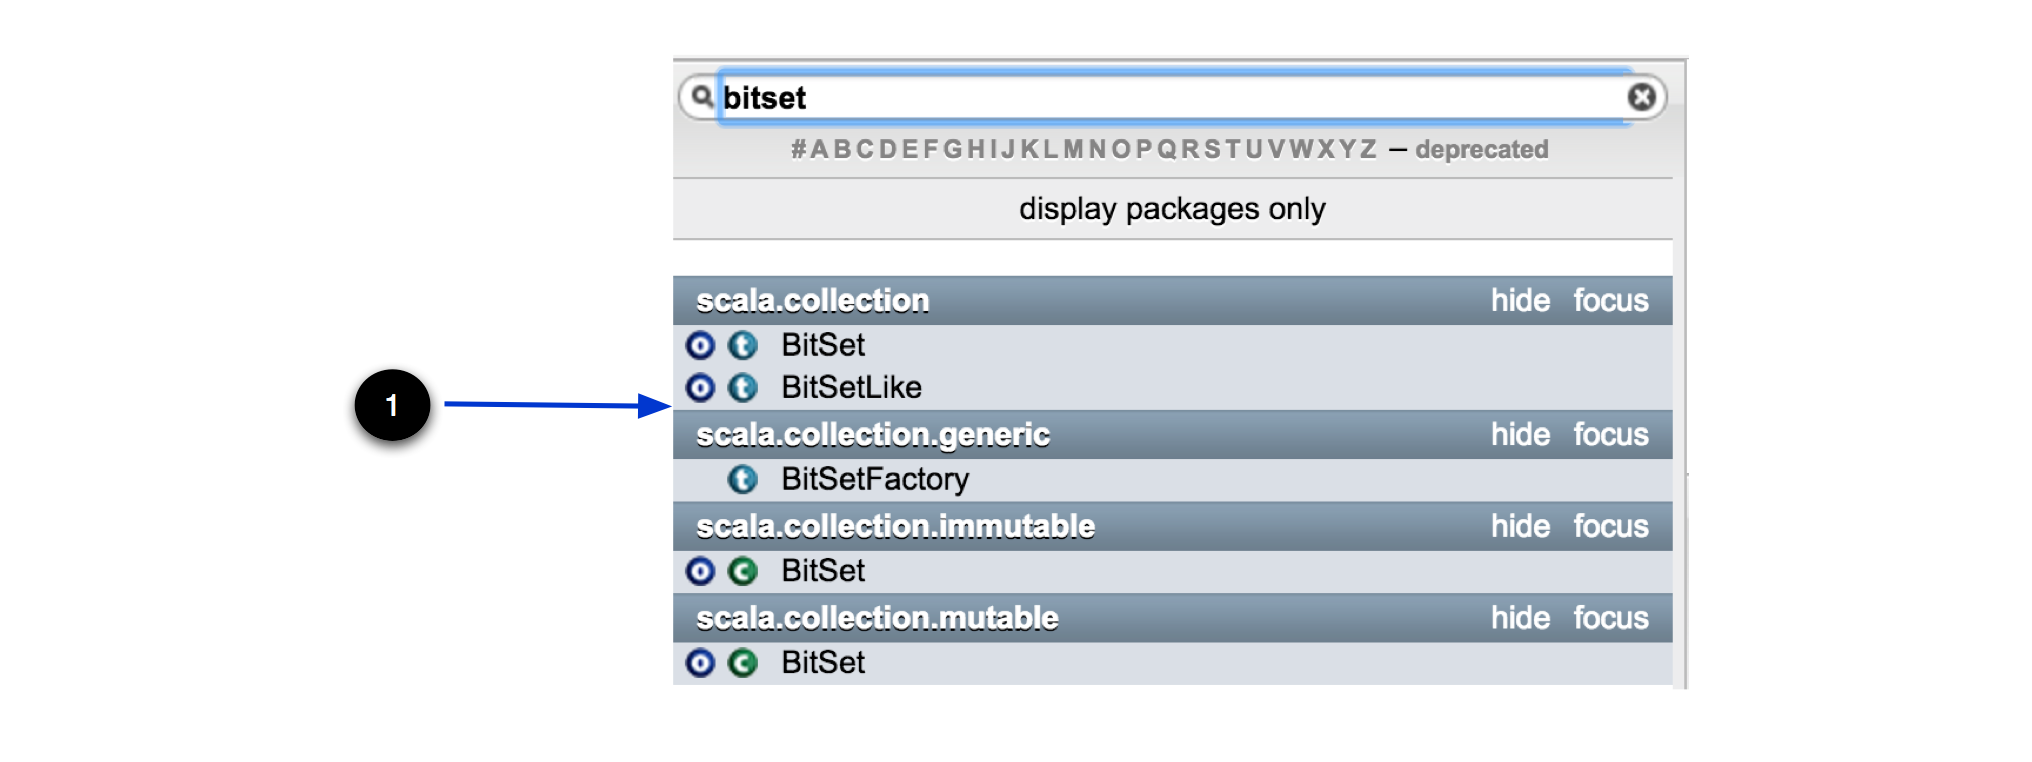 bitset
#ABCDEFGHIJKLMNOPQRSTUVWXYZ – deprecated
display packages only
scala.collection hide focus
O t BitSet
O t BitSetLike
1
scala.collection.generic hide focus
t BitSetFactory
scala.collection.immutable hide focus
O C BitSet
scala.collection.mutable hide focus
O C BitSet